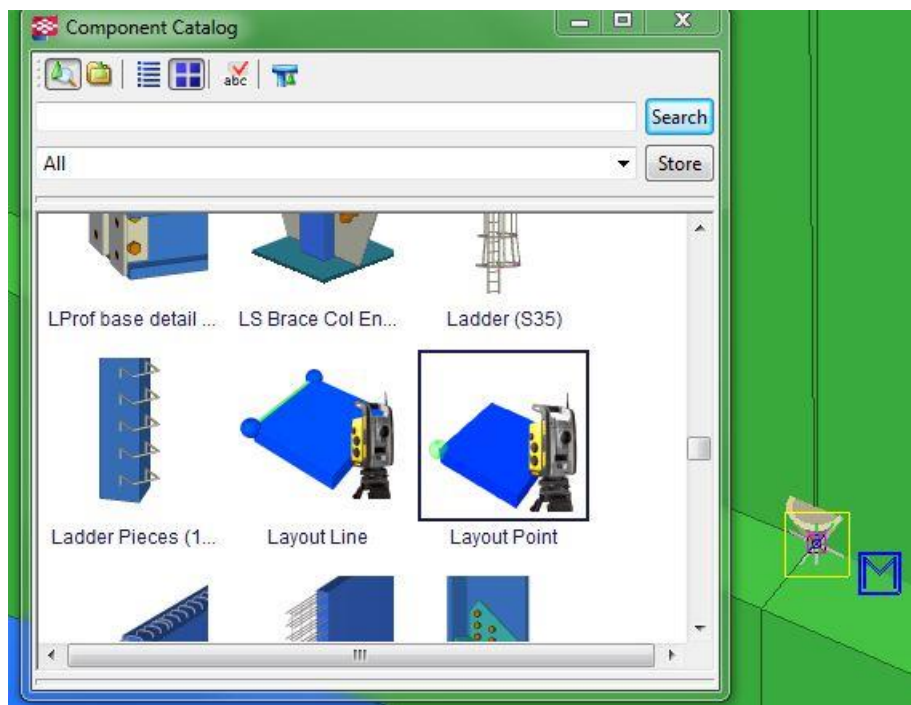 Component Catalog
abc
Search
All
Store
LProf base detail ...
LS Brace Col En...
Ladder (S35)
Ladder Pieces (1...
Layout Line
Layout Point
M